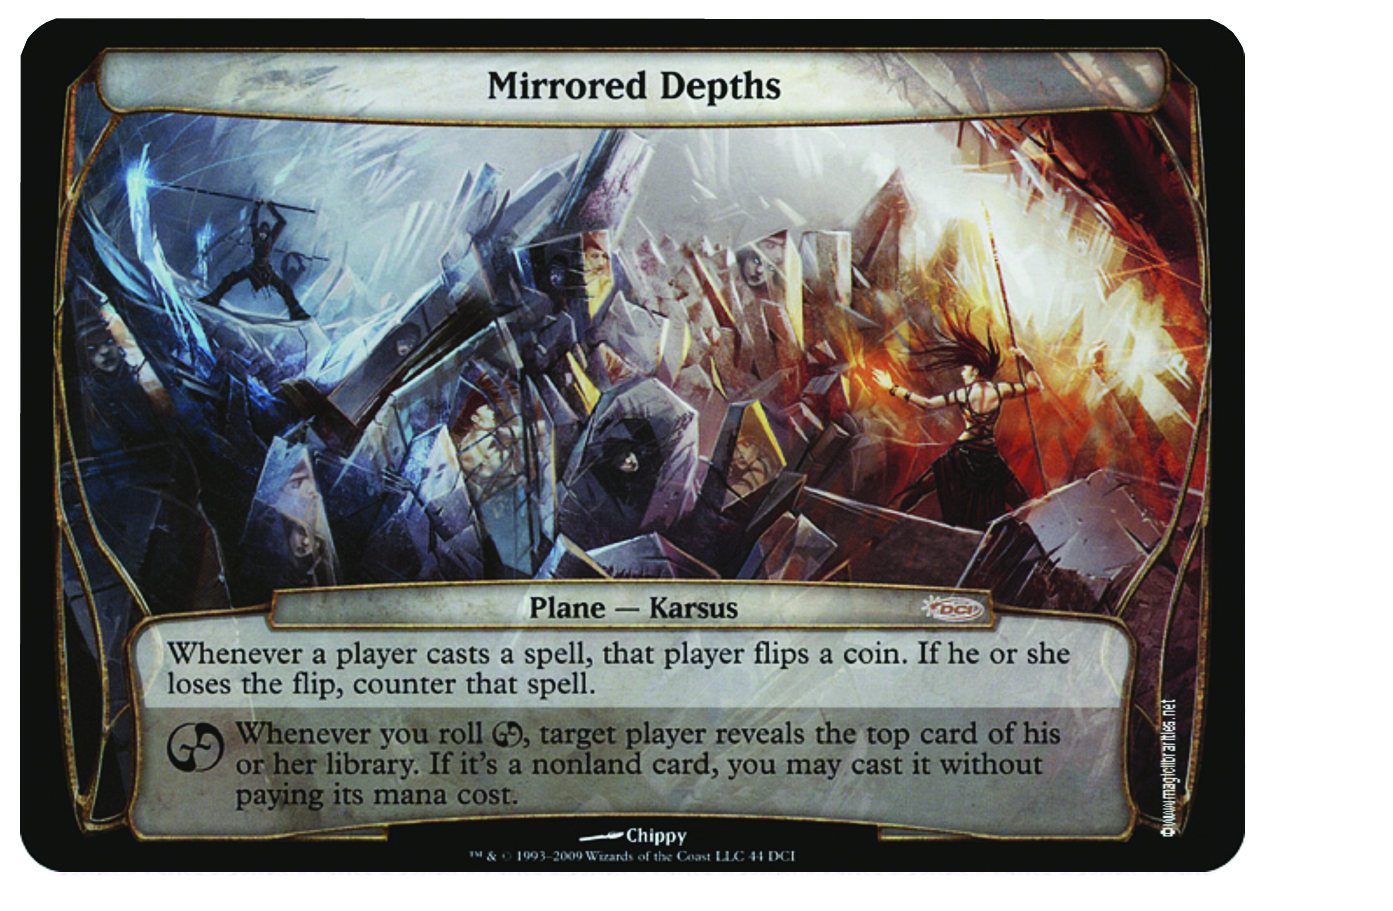 Mirrored Depths
Plane — Karsus
DCI
Whenever a player casts a spell, that player flips a coin. If he or she
loses the flip, counter that spell.
Whenever you roll , target player reveals the top card of his
or her library. If it's a nonland card, you may cast it without
paying its mana cost.
Chippy
™ & © 1993–2009 Wizards of the Coast LLC 44 DCI
© www.magiclibrarities.net